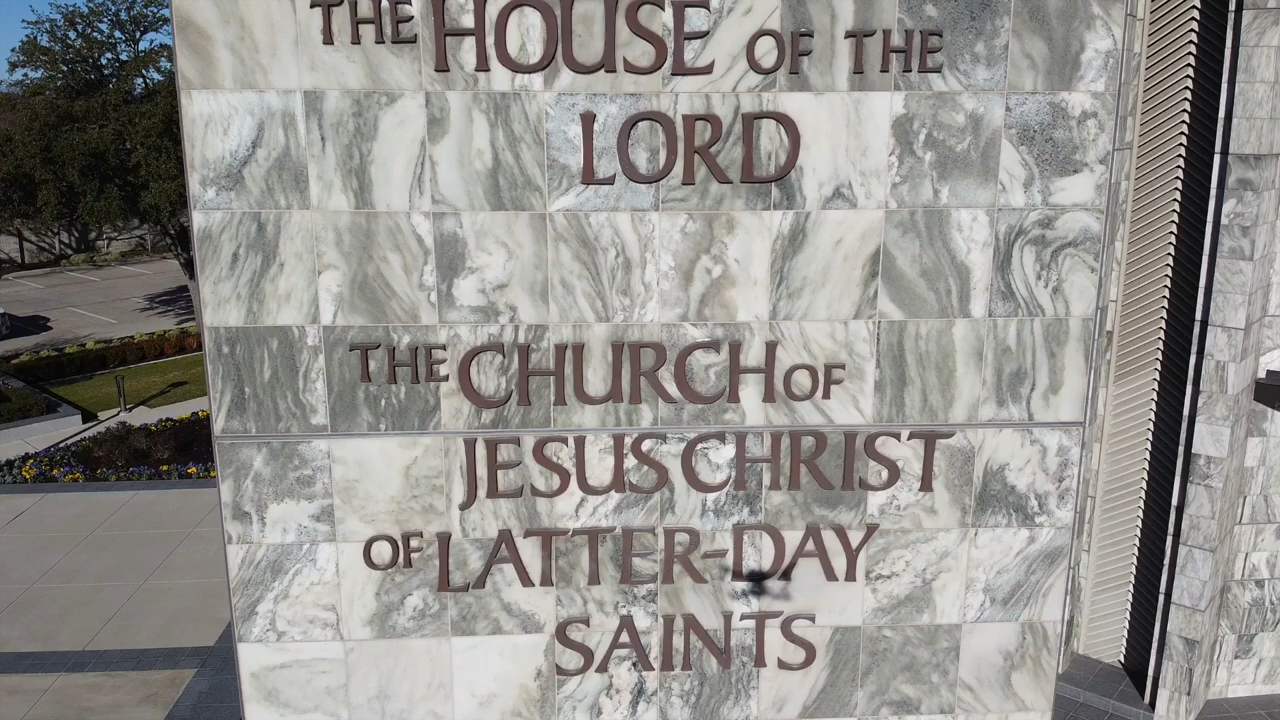 THE HOUSE OF THE
LORD
THE CHURCH OF
JESUS CHRIST
OF LATTER-DAY
SAINTS